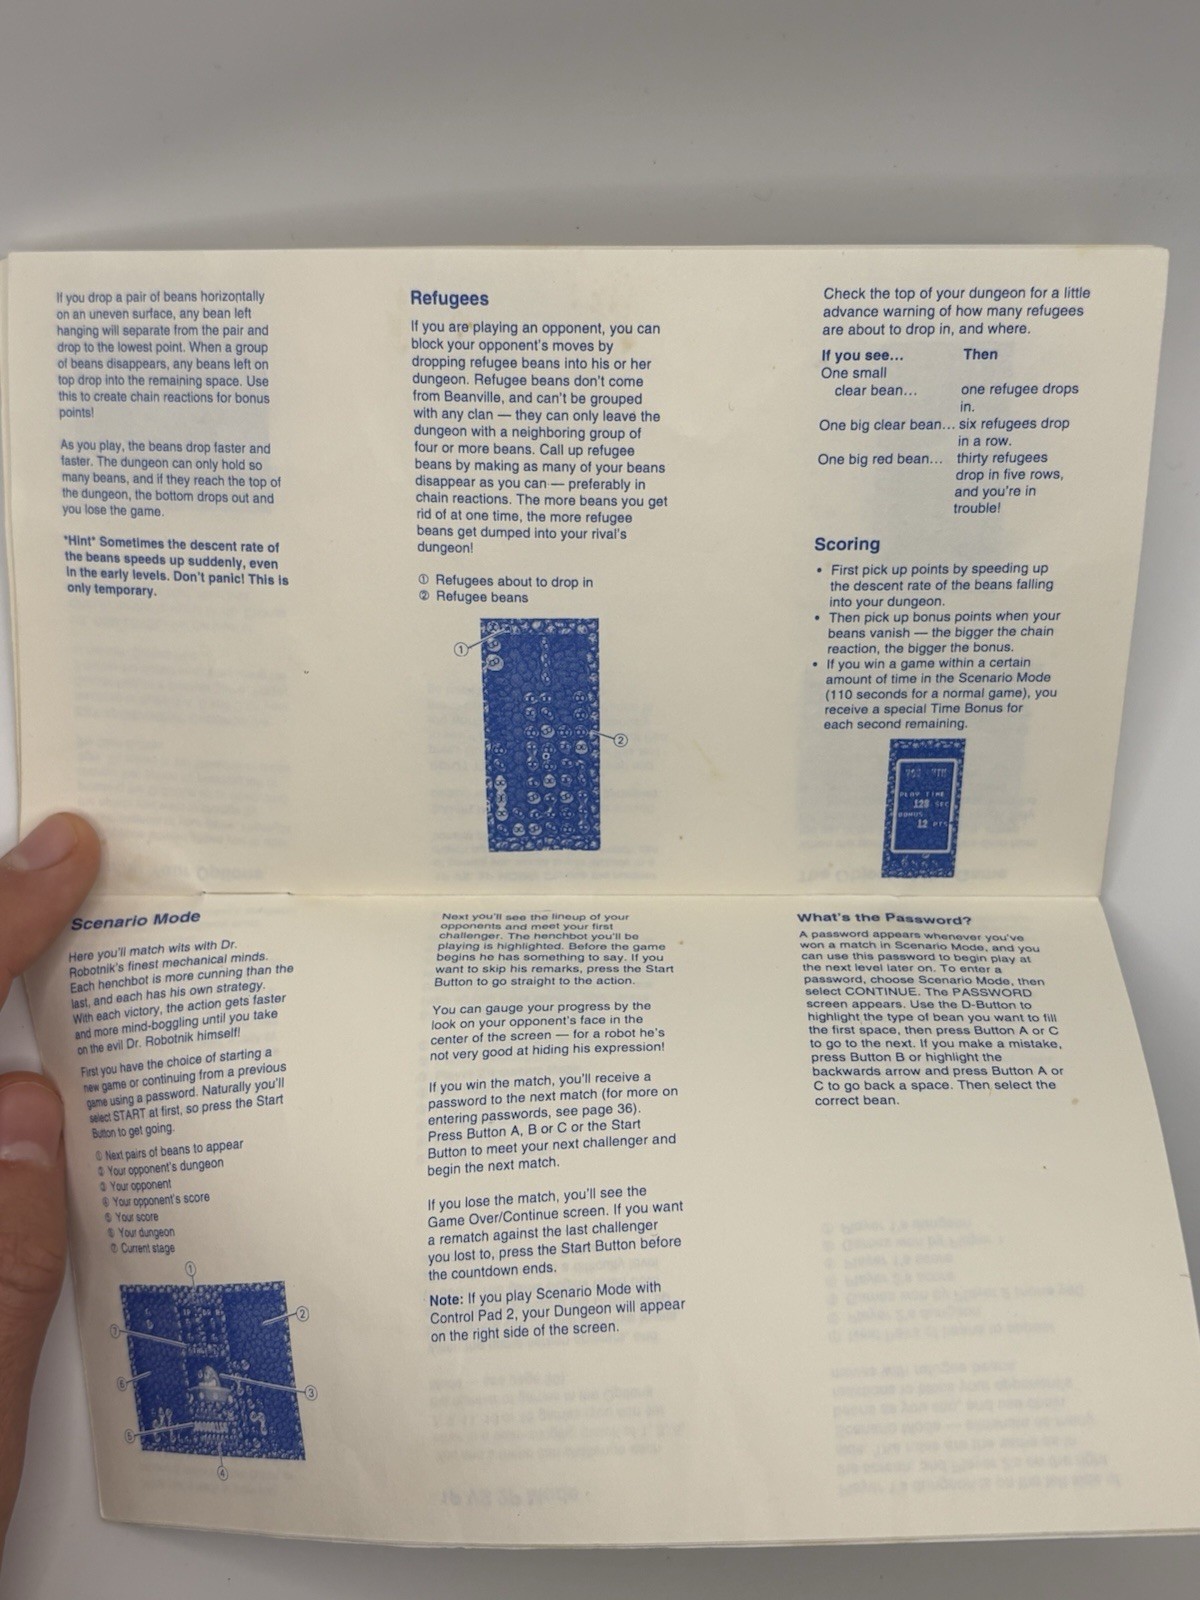 If you drop a pair of beans horizontally
on an uneven surface, any bean left
hanging will separate from the pair and
drop to the lowest point. When a group
of beans disappears, any beans left on
top drop into the remaining space. Use
this to create chain reactions for bonus
points!
As you play, the beans drop faster and
faster. The dungeon can only hold so
many beans, and if they reach the top of
the dungeon, the bottom drops out and
you lose the game.
*Hint* Sometimes the descent rate of
the beans speeds up suddenly, even
in the early levels. Don't panic! This is
only temporary.
Refugees
If you are playing an opponent, you can
block your opponent's moves by
dropping refugee beans into his or her
dungeon. Refugee beans don't come
from Beanville, and can't be grouped
with any clan — they can only leave the
dungeon with a neighboring group of
four or more beans. Call up refugee
beans by making as many of your beans
disappear as you can — preferably in
chain reactions. The more beans you get
rid of at one time, the more refugee
beans get dumped into your rival's
dungeon!
① Refugees about to drop in
② Refugee beans
①
②
Check the top of your dungeon for a little
advance warning of how many refugees
are about to drop in, and where.
If you see... Then
One small
clear bean... one refugee drops
in.
One big clear bean... six refugees drop
in a row.
One big red bean... thirty refugees
drop in five rows,
and you're in
trouble!
Scoring
• First pick up points by speeding up
the descent rate of the beans falling
into your dungeon.
• Then pick up bonus points when your
beans vanish — the bigger the chain
reaction, the bigger the bonus.
• If you win a game within a certain
amount of time in the Scenario Mode
(110 seconds for a normal game), you
receive a special Time Bonus for
each second remaining.
YOU WIN
PLAY TIME
128 SEC
BONUS
12 PTS
Scenario Mode
Here you'll match wits with Dr.
Robotnik's finest mechanical minds.
Each henchbot is more cunning than the
last, and each has his own strategy.
With each victory, the action gets faster
and more mind-boggling until you take
on the evil Dr. Robotnik himself!
First you have the choice of starting a
new game or continuing from a previous
game using a password. Naturally you'll
select START at first, so press the Start
Button to get going.
① Next pairs of beans to appear
② Your opponent's dungeon
③ Your opponent
④ Your opponent's score
⑤ Your score
⑥ Your dungeon
⑦ Current stage
①
②
⑦
⑥
③
⑤
④
Next you'll see the lineup of your
opponents and meet your first
challenger. The henchbot you'll be
playing is highlighted. Before the game
begins he has something to say. If you
want to skip his remarks, press the Start
Button to go straight to the action.
You can gauge your progress by the
look on your opponent's face in the
center of the screen — for a robot he's
not very good at hiding his expression!
If you win the match, you'll receive a
password to the next match (for more on
entering passwords, see page 36).
Press Button A, B or C or the Start
Button to meet your next challenger and
begin the next match.
If you lose the match, you'll see the
Game Over/Continue screen. If you want
a rematch against the last challenger
you lost to, press the Start Button before
the countdown ends.
Note: If you play Scenario Mode with
Control Pad 2, your Dungeon will appear
on the right side of the screen.
What's the Password?
A password appears whenever you've
won a match in Scenario Mode, and you
can use this password to begin play at
the next level later on. To enter a
password, choose Scenario Mode, then
select CONTINUE. The PASSWORD
screen appears. Use the D-Button to
highlight the type of bean you want to fill
the first space, then press Button A or C
to go to the next. If you make a mistake,
press Button B or highlight the
backwards arrow and press Button A or
C to go back a space. Then select the
correct bean.